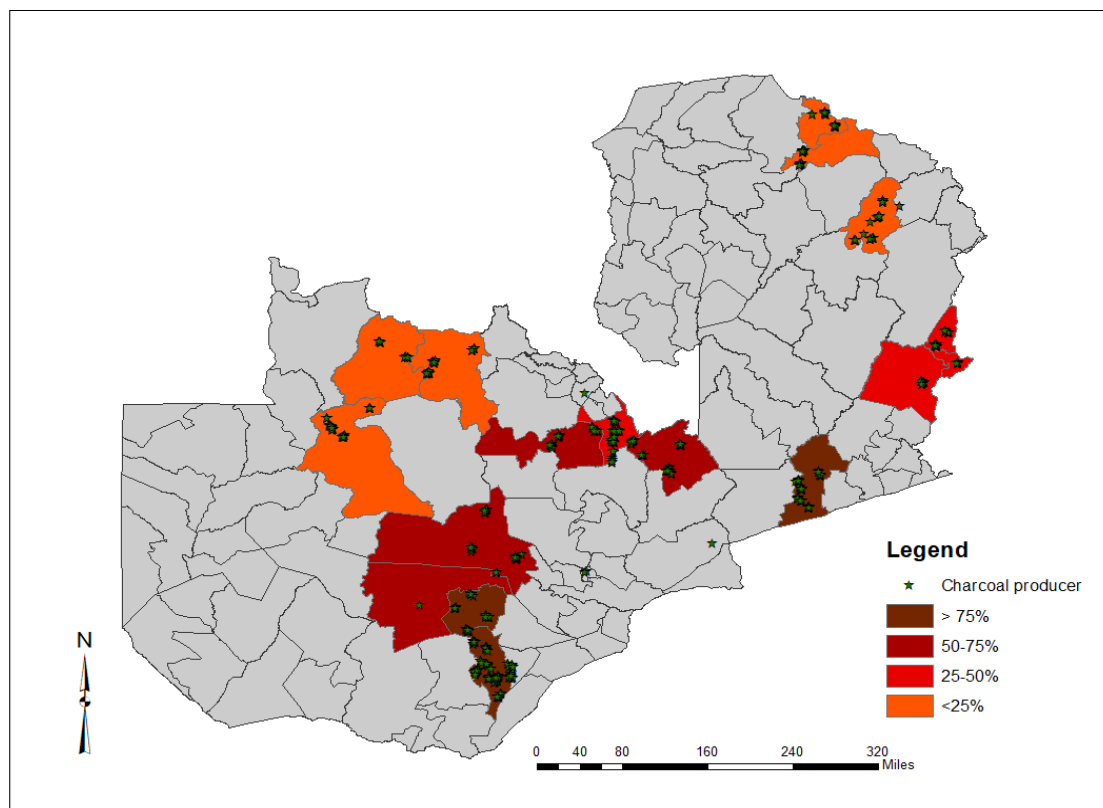 Legend
Charcoal producer
> 75%
50-75%
25-50%
<25%
N
0 40 80 160 240 320
Miles